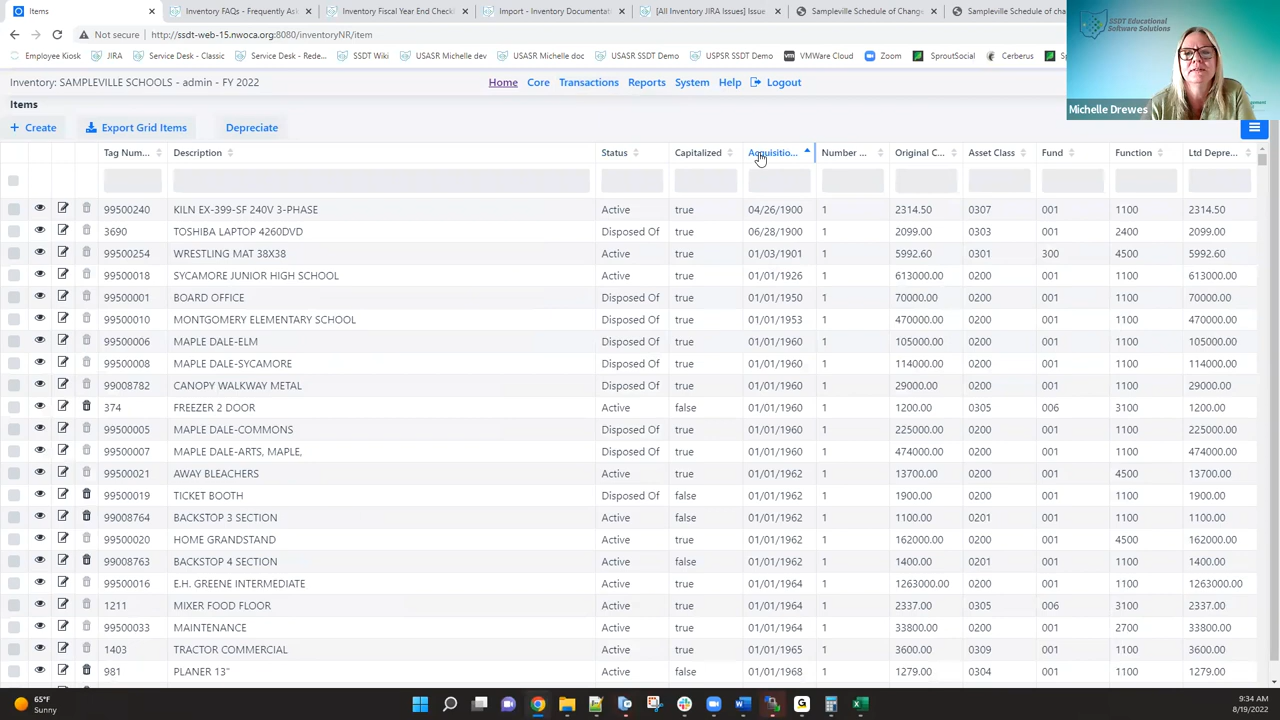 Items
Inventory FAQs - Frequently Ask
Inventory Fiscal Year End Check
Import - Inventory Documentati
[All Inventory JIRA Issues] Issue
Sampleville Schedule of Change
Sampleville Schedule of cha
Not secure ssdt-web-15.nwoca.org:8080/inventoryNR/item
Employee Kiosk JIRA Service Desk - Classic Service Desk - Rede... SSDT Wiki USASR Michelle dev USASR Michelle doc USASR SSDT Demo USPSR SSDT Demo VMWare Cloud Zoom SproutSocial Cerberus
SSDT Educational
Software Solutions
Michelle Drewes
Inventory: SAMPLEVILLE SCHOOLS - admin - FY 2022 Home Core Transactions Reports System Help Logout
Items
+ Create Export Grid Items Depreciate
Tag Num... Description Status Capitalized Acquisitio... Number ... Original C... Asset Class Fund Function Ltd Depre...
99500240 KILN EX-399-SF 240V 3-PHASE Active true 04/26/1900 1 2314.50 0307 001 1100 2314.50
3690 TOSHIBA LAPTOP 4260DVD Disposed Of true 06/28/1900 1 2099.00 0303 001 2400 2099.00
99500254 WRESTLING MAT 38X38 Active true 01/03/1901 1 5992.60 0301 300 4500 5992.60
99500018 SYCAMORE JUNIOR HIGH SCHOOL Active true 01/01/1926 1 613000.00 0200 001 1100 613000.00
99500001 BOARD OFFICE Disposed Of true 01/01/1950 1 70000.00 0200 001 1100 70000.00
99500010 MONTGOMERY ELEMENTARY SCHOOL Disposed Of true 01/01/1953 1 470000.00 0200 001 1100 470000.00
99500006 MAPLE DALE-ELM Disposed Of true 01/01/1960 1 105000.00 0200 001 1100 105000.00
99500008 MAPLE DALE-SYCAMORE Disposed Of true 01/01/1960 1 114000.00 0200 001 1100 114000.00
99008782 CANOPY WALKWAY METAL Disposed Of true 01/01/1960 1 29000.00 0200 001 1100 29000.00
374 FREEZER 2 DOOR Active false 01/01/1960 1 1200.00 0305 006 3100 1200.00
99500005 MAPLE DALE-COMMONS Disposed Of true 01/01/1960 1 225000.00 0200 001 1100 225000.00
99500007 MAPLE DALE-ARTS, MAPLE, Disposed Of true 01/01/1960 1 474000.00 0200 001 1100 474000.00
99500021 AWAY BLEACHERS Active true 01/01/1962 1 13700.00 0200 001 4500 13700.00
99500019 TICKET BOOTH Disposed Of false 01/01/1962 1 1900.00 0200 001 1100 1900.00
99008764 BACKSTOP 3 SECTION Active false 01/01/1962 1 1100.00 0201 001 1100 1100.00
99500020 HOME GRANDSTAND Active true 01/01/1962 1 162000.00 0200 001 4500 162000.00
99008763 BACKSTOP 4 SECTION Active false 01/01/1962 1 1400.00 0201 001 1100 1400.00
99500016 E.H. GREENE INTERMEDIATE Active true 01/01/1964 1 1263000.00 0200 001 1100 1263000.00
1211 MIXER FOOD FLOOR Active true 01/01/1964 1 2337.00 0305 006 3100 2337.00
99500033 MAINTENANCE Active true 01/01/1964 1 33800.00 0200 001 2700 33800.00
1403 TRACTOR COMMERCIAL Active true 01/01/1965 1 3600.00 0309 001 1100 3600.00
981 PLANER 13" Active false 01/01/1968 1 1279.00 0304 001 1100 1279.00
65°F
Sunny
9:34 AM
8/19/2022